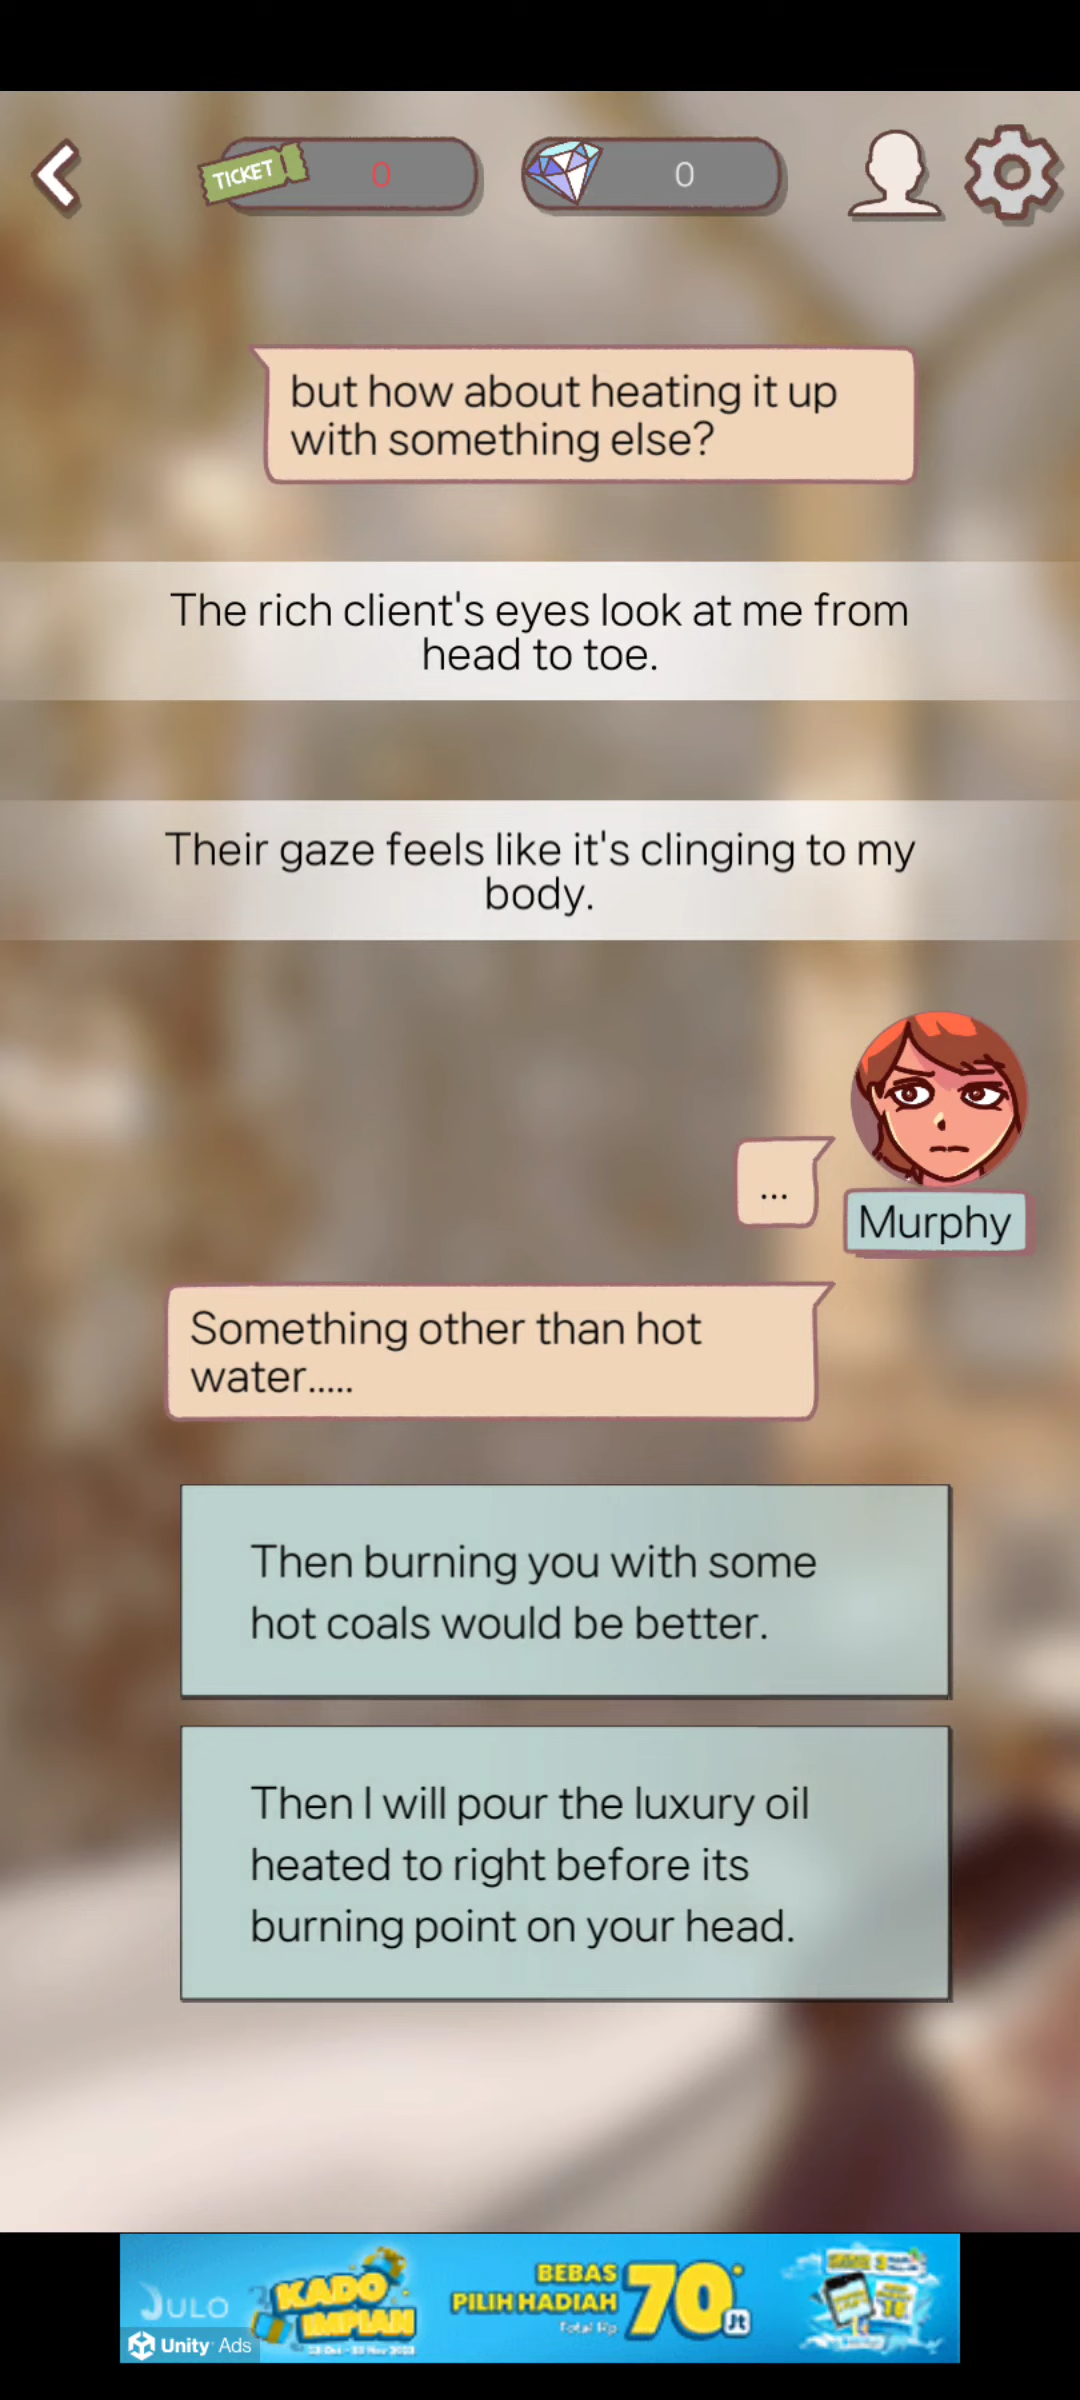 TICKET
0
0
but how about heating it up
with something else?
The rich client's eyes look at me from
head to toe.
Their gaze feels like it's clinging to my
body.
...
Murphy
Something other than hot
water.....
Then burning you with some
hot coals would be better.
Then I will pour the luxury oil
heated to right before its
burning point on your head.
JULO
KADO
IMPIAN
BEBAS
PILIH HADIAH
Total Rp
70
Jt
Unity Ads